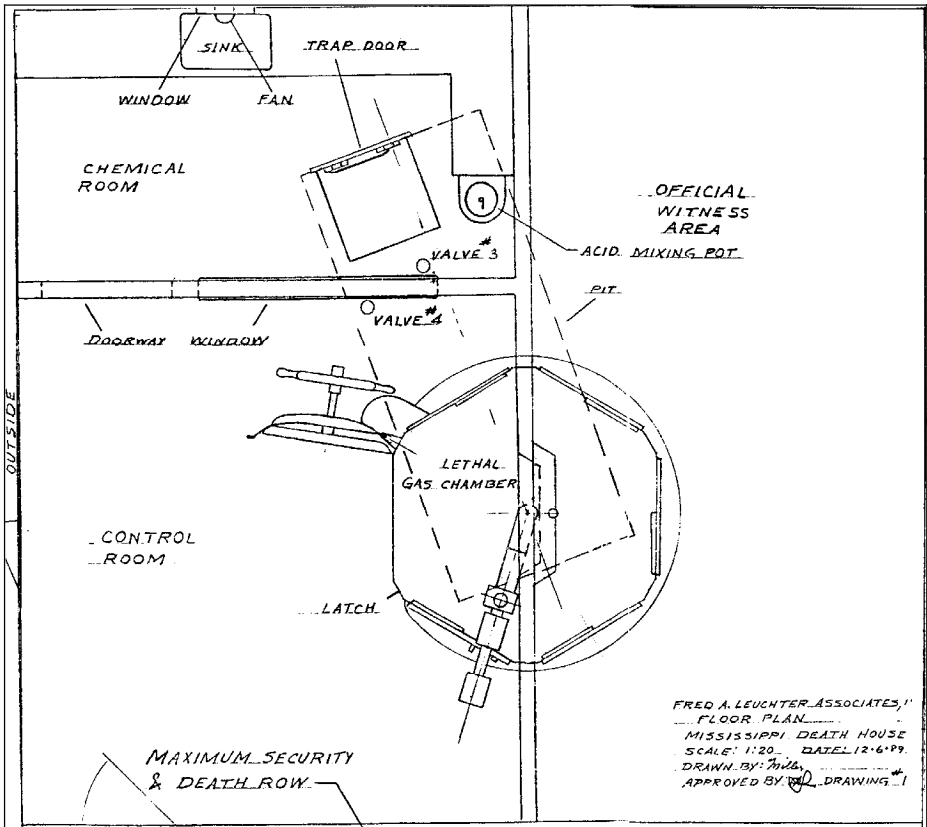 SINK
TRAP DOOR
WINDOW
FAN
CHEMICAL
ROOM
9
OFFICIAL
WITNESS
AREA
ACID MIXING POT
VALVE #3
PIT
VALVE #4
DOORWAY
WINDOW
OUTSIDE
LETHAL
GAS CHAMBER
CONTROL
ROOM
LATCH
MAXIMUM SECURITY
& DEATH ROW
FRED A. LEUCHTER ASSOCIATES,
FLOOR PLAN
MISSISSIPPI DEATH HOUSE
SCALE: 1:20 DATE: 12-6-89
DRAWN BY: Miller
APPROVED BY DRAWING #1